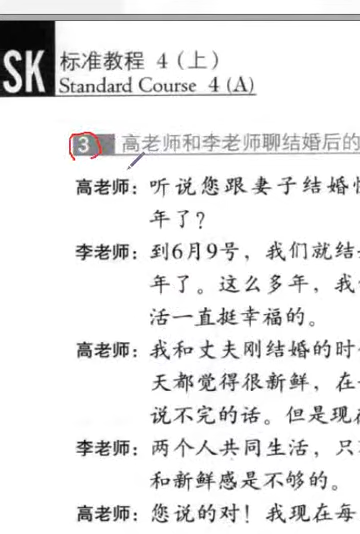 SK
标准教程 4（上）
Standard Course 4 (A)
3 高老师和李老师聊结婚后的
高老师：听说您跟妻子结婚
年了？
李老师：到6月9号，我们就结
年了。这么多年，我
活一直挺幸福的。
高老师：我和丈夫刚结婚的时
天都觉得很新鲜，在
说不完的话。但是现
李老师：两个人共同生活，只
和新鲜感是不够的。
高老师：您说的对！我现在每